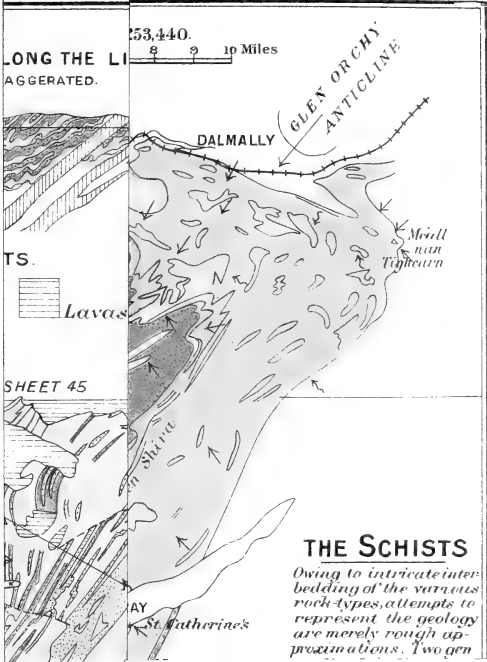 253,440.
LONG THE LI
8 9 10 Miles
AGGERATED.
GLEN ORCHY
ANTICLINE
DALMALLY
Meall
nan
Tighearn
TS.
N
Lavas
SHEET 45
n Shira
THE SCHISTS
Owing to intricate inter
bedding of the various
rock-types, attempts to
represent the geology
are merely rough ap-
proximations. Two gen
AY
St. Catherine's